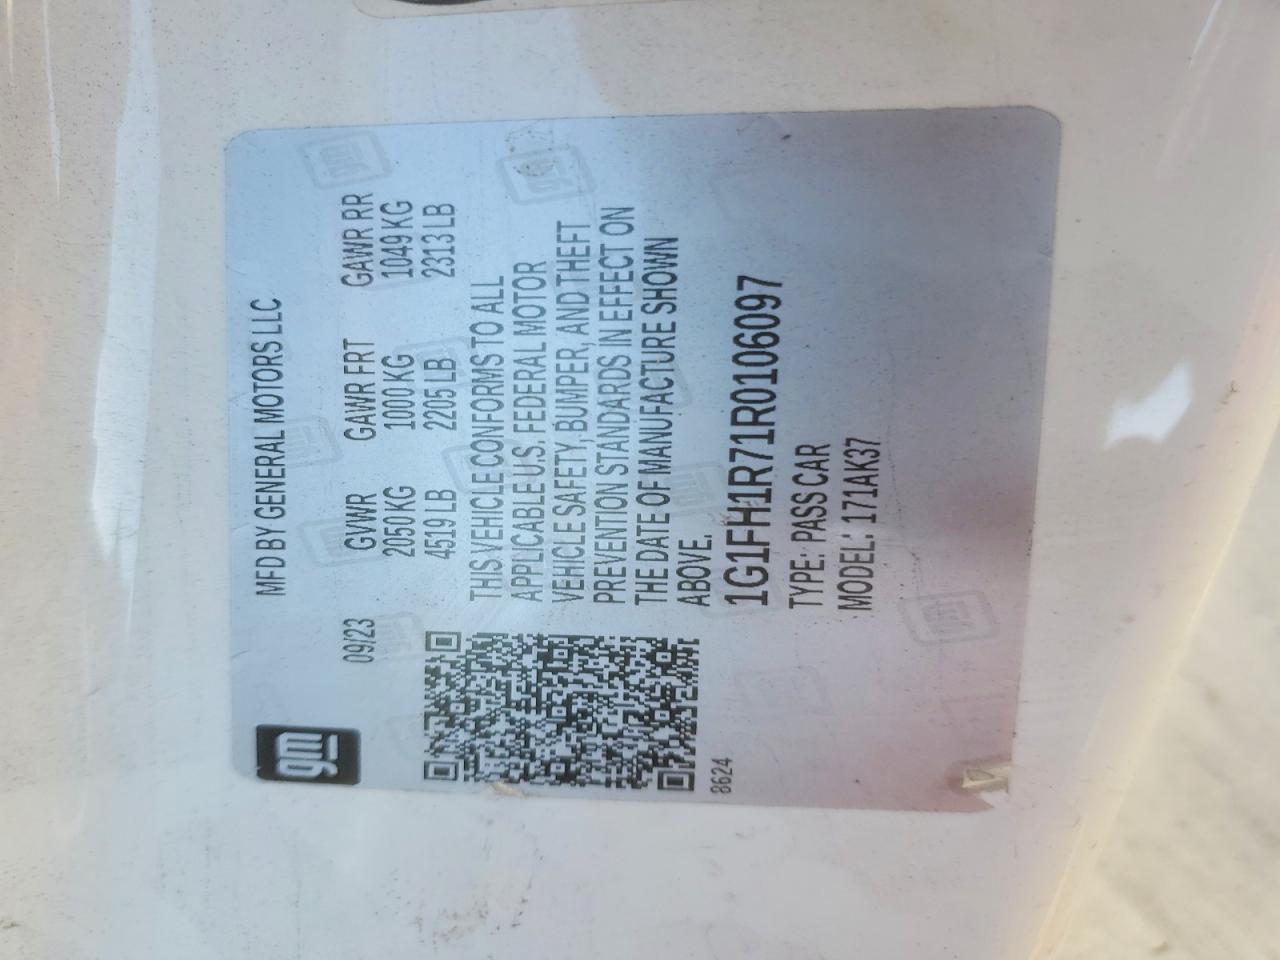 gm
MFD BY GENERAL MOTORS LLC
09/23 GVWR GAWR FRT GAWR RR
2050 KG 1000 KG 1049 KG
4519 LB 2205 LB 2313 LB
THIS VEHICLE CONFORMS TO ALL
APPLICABLE U.S. FEDERAL MOTOR
VEHICLE SAFETY, BUMPER, AND THEFT
PREVENTION STANDARDS IN EFFECT ON
THE DATE OF MANUFACTURE SHOWN
ABOVE.
8624
1G1FH1R71R0106097
TYPE: PASS CAR
MODEL: 171AK37